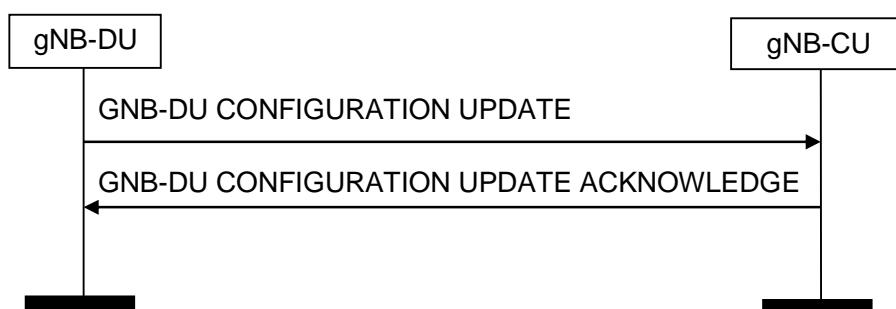 gNB-DU
gNB-CU
GNB-DU CONFIGURATION UPDATE
GNB-DU CONFIGURATION UPDATE ACKNOWLEDGE